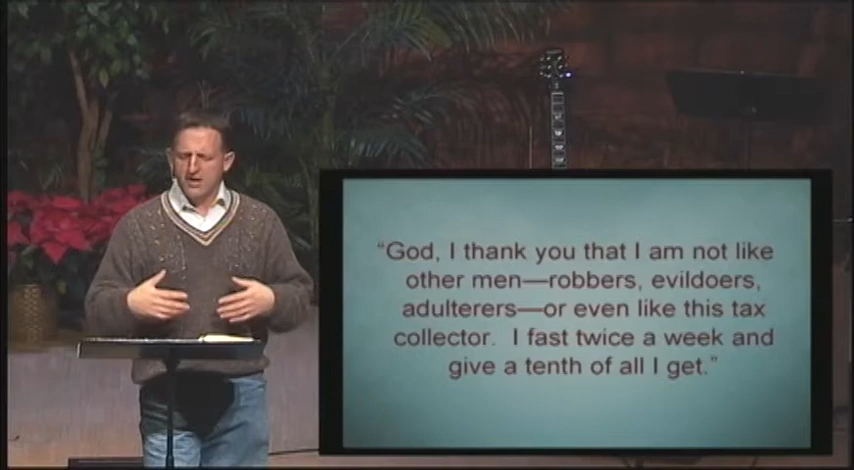 “God, I thank you that I am not like
other men—robbers, evildoers,
adulterers—or even like this tax
collector.  I fast twice a week and
give a tenth of all I get.”